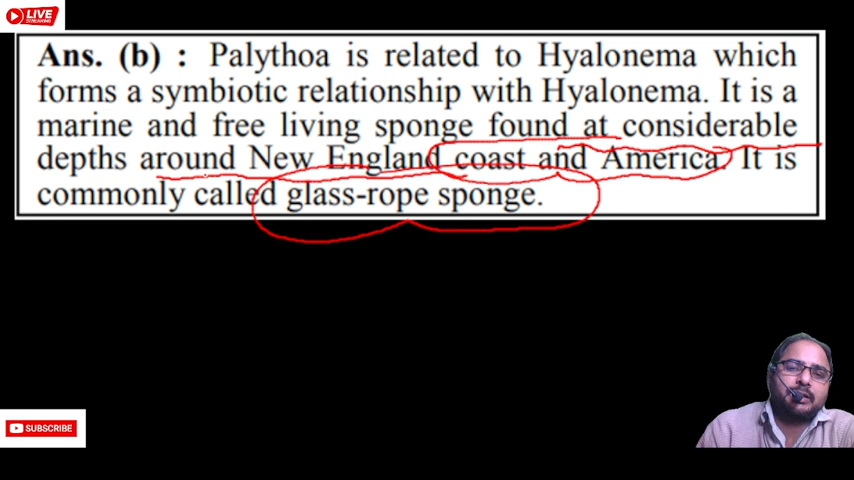 LIVE
STREAMING
Ans. (b) : Palythoa is related to Hyalonema which
forms a symbiotic relationship with Hyalonema. It is a
marine and free living sponge found at considerable
depths around New England coast and America. It is
commonly called glass-rope sponge.
SUBSCRIBE